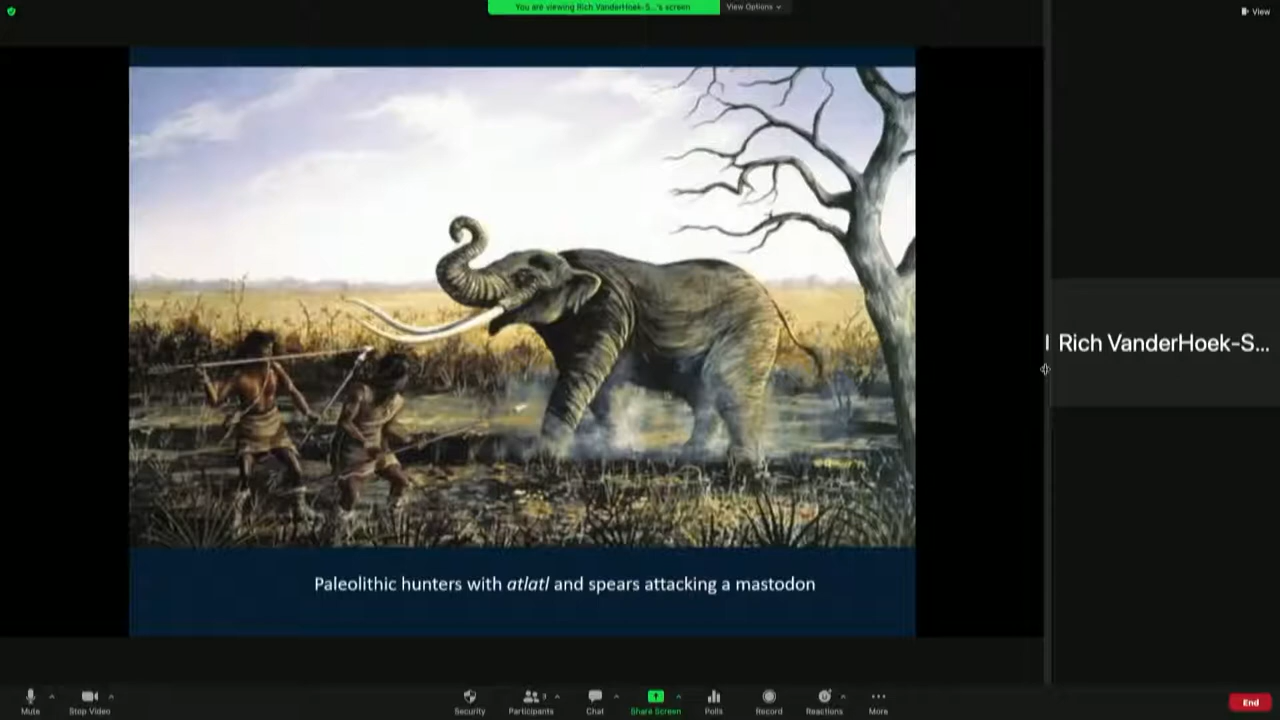 You are viewing Rich VanderHoek-S...'s screen
View Options
View
Rich VanderHoek-S...
Paleolithic hunters with atlatl and spears attacking a mastodon
Mute
Stop Video
Security
Participants
3
Chat
Share Screen
Polls
Record
Reactions
More
End